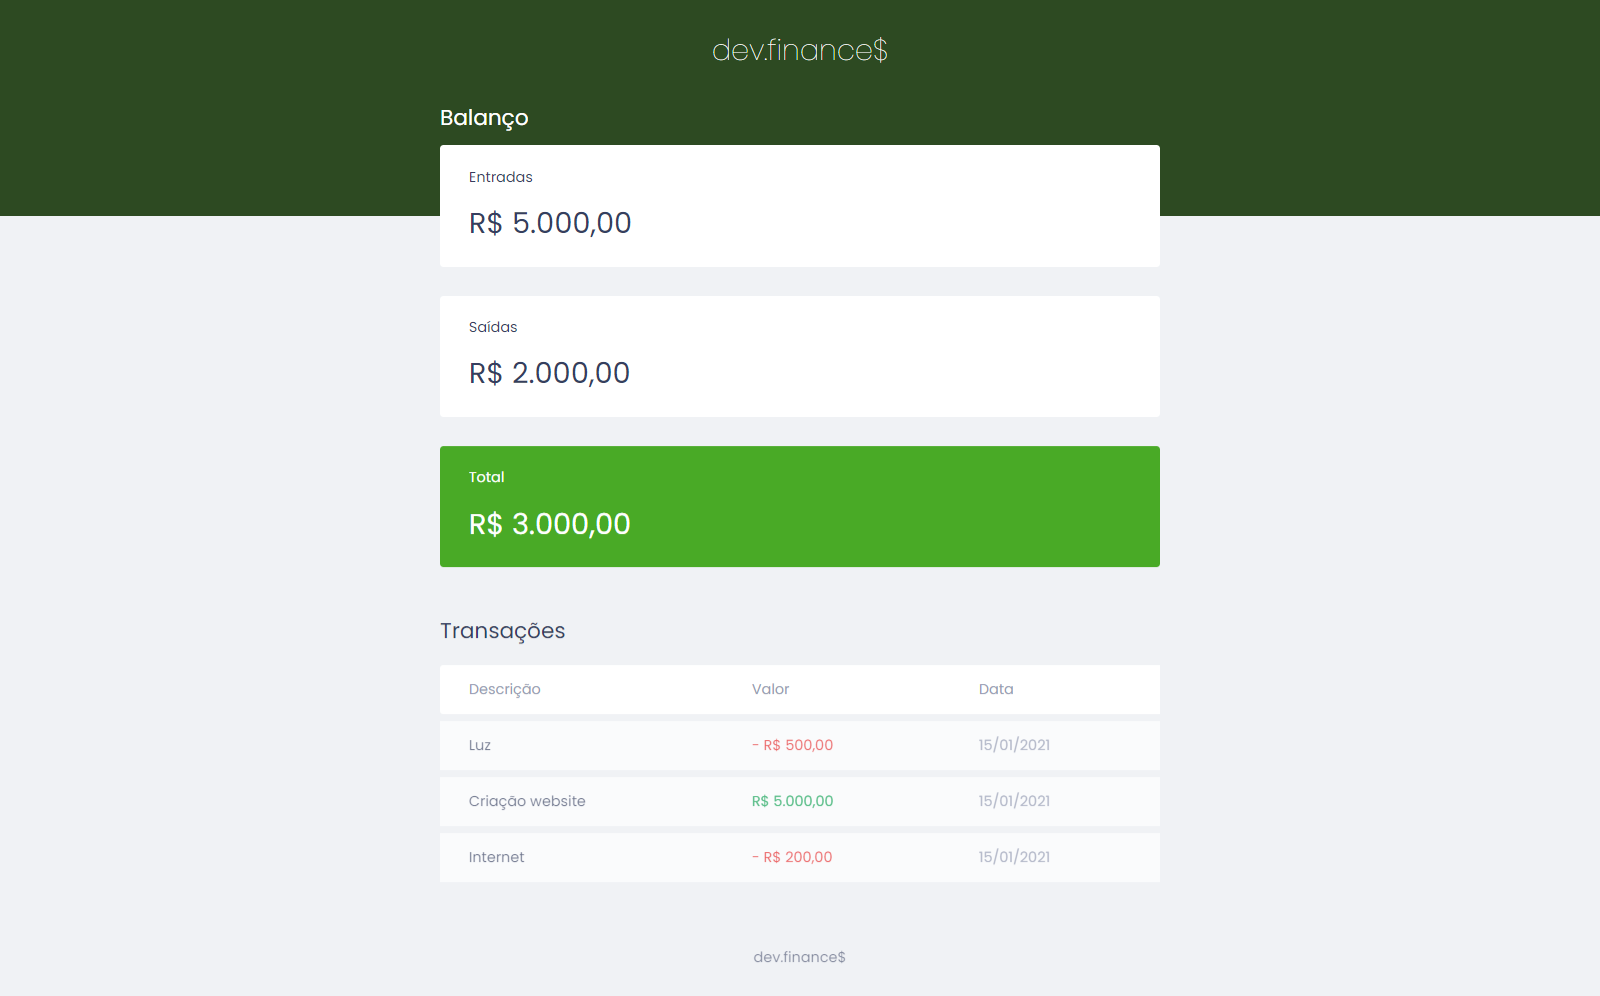 dev.finance$
Balanço
Entradas
R$ 5.000,00
Saídas
R$ 2.000,00
Total
R$ 3.000,00
Transações
Descrição Valor Data
Luz - R$ 500,00 15/01/2021
Criação website R$ 5.000,00 15/01/2021
Internet - R$ 200,00 15/01/2021
dev.finance$